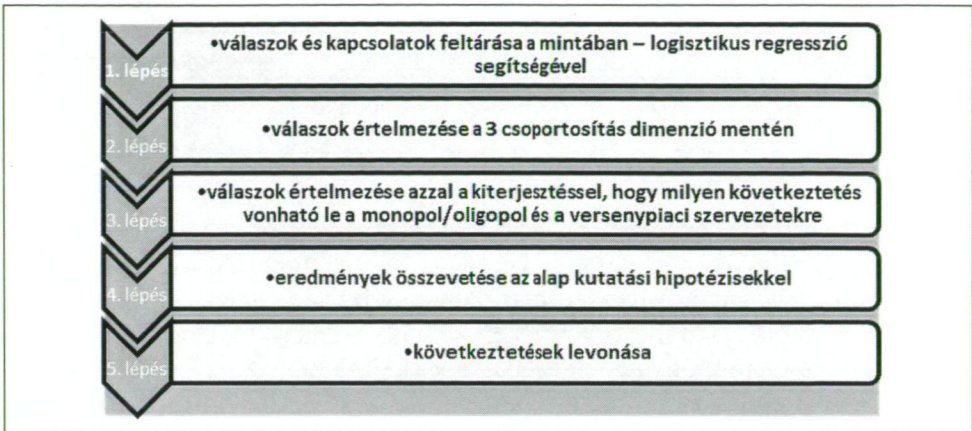 1. lépés
•válaszok és kapcsolatok feltárása a mintában – logisztikus regresszió
segítségével
2. lépés
•válaszok értelmezése a 3 csoportosítás dimenzió mentén
3. lépés
•válaszok értelmezése azzal a kiterjesztéssel, hogy milyen következtetés
vonható le a monopol/oligopol és a versenypiaci szervezetekre
4. lépés
•eredmények összevetése az alap kutatási hipotézisekkel
5. lépés
•következtetések levonása